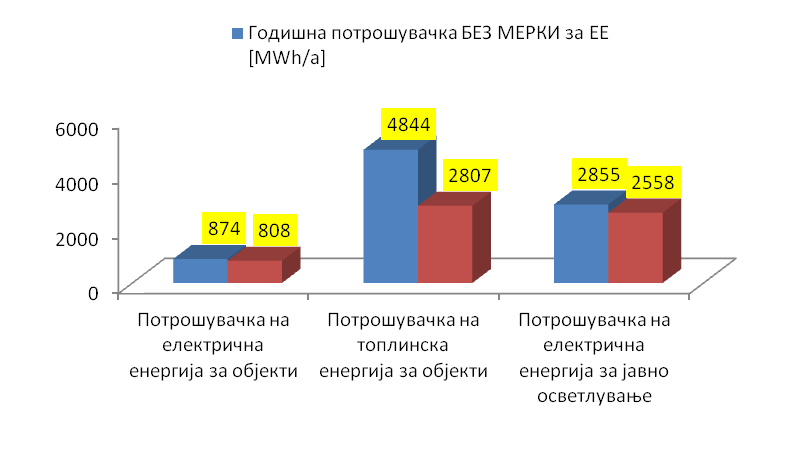 Годишна потрошувачка БЕЗ МЕРКИ за ЕЕ
[MWh/a]
6000
4000
2000
0
874
808
4844
2807
2855
2558
Потрошувачка на
електрична
енергија за објекти
Потрошувачка на
топлинска
енергија за објекти
Потрошувачка на
електрична
енергија за јавно
осветлување